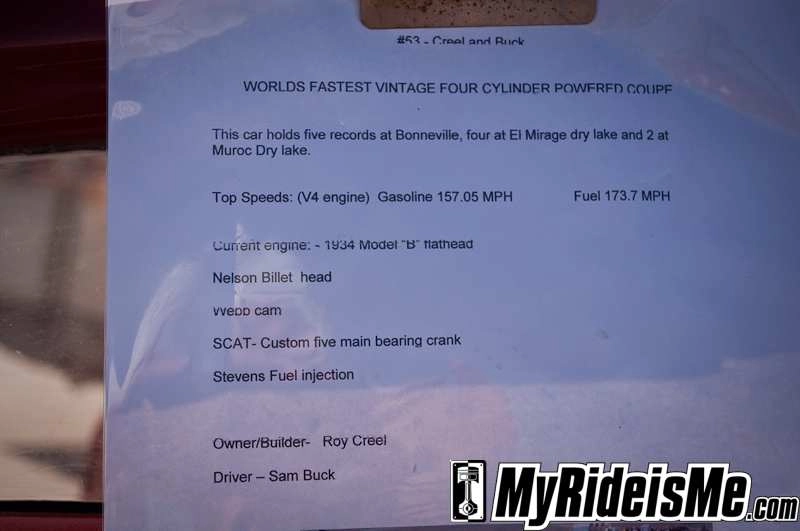 #53 - Creel and Buck
WORLDS FASTEST VINTAGE FOUR CYLINDER POWERED COUPE
This car holds five records at Bonneville, four at El Mirage dry lake and 2 at
Muroc Dry lake.
Top Speeds: (V4 engine) Gasoline 157.05 MPH Fuel 173.7 MPH
Current engine: - 1934 Model "B" flathead
Nelson Billet head
Webb cam
SCAT- Custom five main bearing crank
Stevens Fuel injection
Owner/Builder- Roy Creel
Driver – Sam Buck
MyRideisMe.com